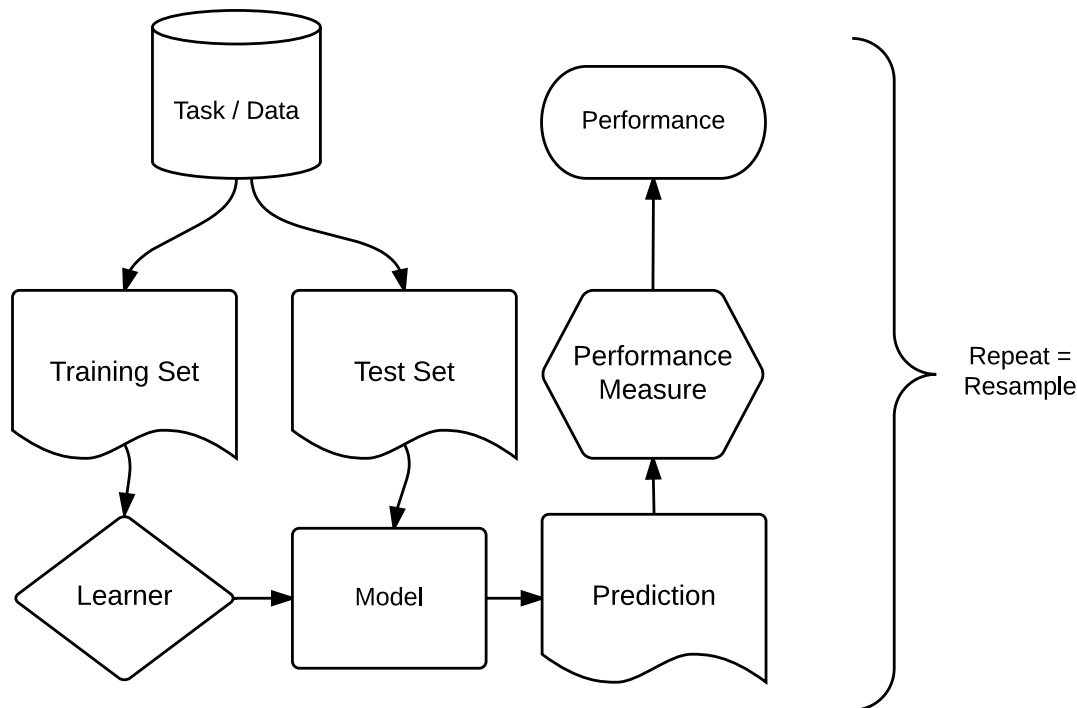 Task / Data
Performance
Training Set
Test Set
Performance
Measure
Repeat =
Resample
Learner
Model
Prediction